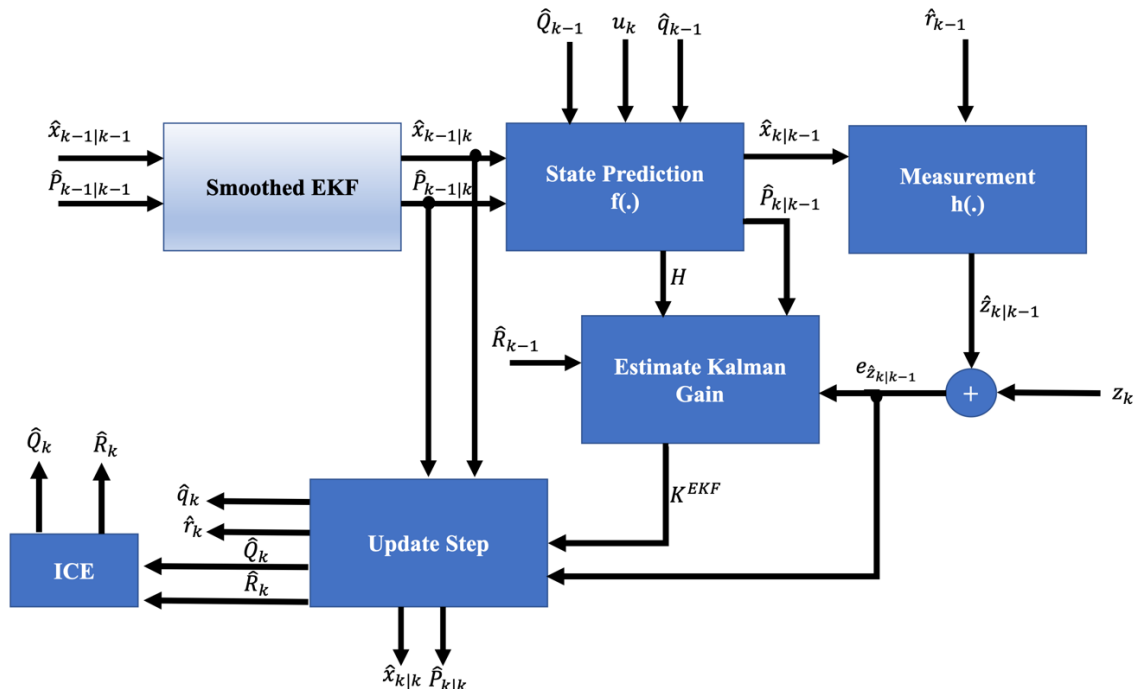 Q̂ₖ₋₁ uₖ q̂ₖ₋₁ r̂ₖ₋₁
x̂ₖ₋₁|ₖ₋₁
P̂ₖ₋₁|ₖ₋₁
Smoothed EKF
x̂ₖ₋₁|ₖ
P̂ₖ₋₁|ₖ
State Prediction
f(.)
x̂ₖ|ₖ₋₁
P̂ₖ|ₖ₋₁
Measurement
h(.)
H
ẑₖ|ₖ₋₁
R̂ₖ₋₁
Estimate Kalman
Gain
e_ẑₖ|ₖ₋₁
+
zₖ
Kᴱᴷᶠ
Q̂ₖ R̂ₖ
ICE
q̂ₖ
r̂ₖ
Q̂ₖ
R̂ₖ
Update Step
x̂ₖ|ₖ P̂ₖ|ₖ